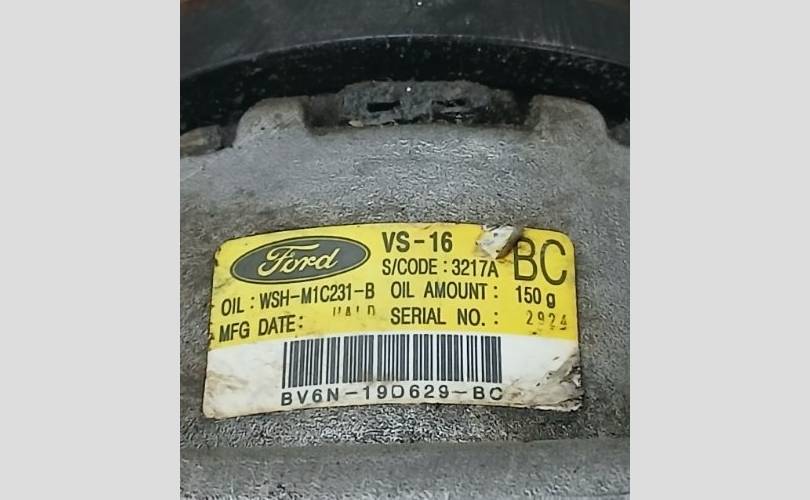 Ford VS-16 BC
S/CODE : 3217A
OIL : WSH-M1C231-B OIL AMOUNT : 150 g
MFG DATE : SERIAL NO. : 2924
BV6N-19D629-BC